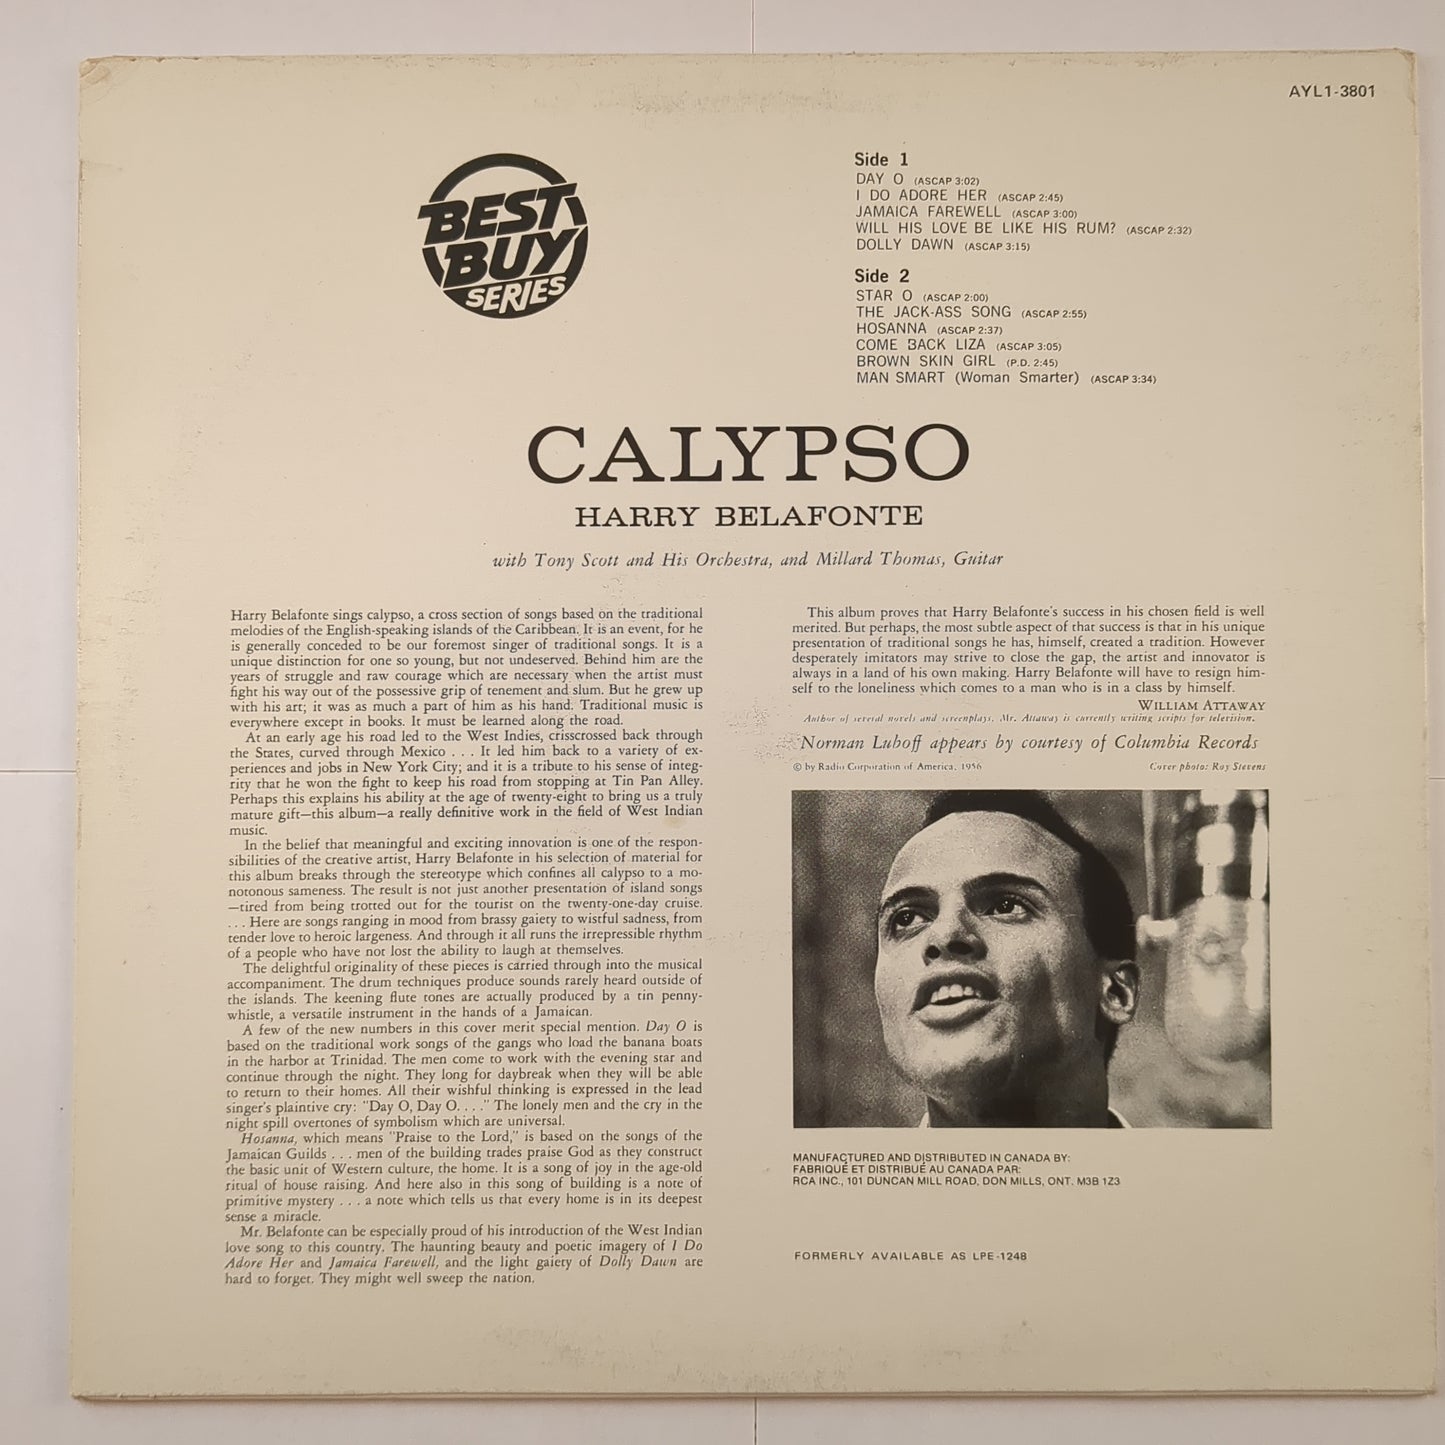 AYL1-3801
BEST
BUY
SERIES
Side 1
DAY O (ASCAP 3:02)
I DO ADORE HER (ASCAP 2:45)
JAMAICA FAREWELL (ASCAP 3:00)
WILL HIS LOVE BE LIKE HIS RUM? (ASCAP 2:32)
DOLLY DAWN (ASCAP 3:15)
Side 2
STAR O (ASCAP 2:00)
THE JACK-ASS SONG (ASCAP 2:55)
HOSANNA (ASCAP 2:37)
COME BACK LIZA (ASCAP 3:05)
BROWN SKIN GIRL (P.D. 2:45)
MAN SMART (Woman Smarter) (ASCAP 3:34)
CALYPSO
HARRY BELAFONTE
with Tony Scott and His Orchestra, and Millard Thomas, Guitar
Harry Belafonte sings calypso, a cross section of songs based on the traditional
melodies of the English-speaking islands of the Caribbean. It is an event, for he
is generally conceded to be our foremost singer of traditional songs. It is a
unique distinction for one so young, but not undeserved. Behind him are the
years of struggle and raw courage which are necessary when the artist must
fight his way out of the possessive grip of tenement and slum. But he grew up
with his art; it was as much a part of him as his hand. Traditional music is
everywhere except in books. It must be learned along the road.
At an early age his road led to the West Indies, crisscrossed back through
the States, curved through Mexico . . . It led him back to a variety of ex-
periences and jobs in New York City; and it is a tribute to his sense of integ-
rity that he won the fight to keep his road from stopping at Tin Pan Alley.
Perhaps this explains his ability at the age of twenty-eight to bring us a truly
mature gift—this album—a really definitive work in the field of West Indian
music.
In the belief that meaningful and exciting innovation is one of the respon-
sibilities of the creative artist, Harry Belafonte in his selection of material for
this album breaks through the stereotype which confines all calypso to a mo-
notonous sameness. The result is not just another presentation of island songs
—tired from being trotted out for the tourist on the twenty-one-day cruise.
. . . Here are songs ranging in mood from brassy gaiety to wistful sadness, from
tender love to heroic largeness. And through it all runs the irrepressible rhythm
of a people who have not lost the ability to laugh at themselves.
The delightful originality of these pieces is carried through into the musical
accompaniment. The drum techniques produce sounds rarely heard outside of
the islands. The keening flute tones are actually produced by a tin penny-
whistle, a versatile instrument in the hands of a Jamaican.
A few of the new numbers in this cover merit special mention. Day O is
based on the traditional work songs of the gangs who load the banana boats
in the harbor at Trinidad. The men come to work with the evening star and
continue through the night. They long for daybreak when they will be able
to return to their homes. All their wishful thinking is expressed in the lead
singer's plaintive cry: "Day O, Day O. . . ." The lonely men and the cry in the
night spill overtones of symbolism which are universal.
Hosanna, which means "Praise to the Lord," is based on the songs of the
Jamaican Guilds . . . men of the building trades praise God as they construct
the basic unit of Western culture, the home. It is a song of joy in the age-old
ritual of house raising. And here also in this song of building is a note of
primitive mystery . . . a note which tells us that every home is in its deepest
sense a miracle.
Mr. Belafonte can be especially proud of his introduction of the West Indian
love song to this country. The haunting beauty and poetic imagery of I Do
Adore Her and Jamaica Farewell, and the light gaiety of Dolly Dawn are
hard to forget. They might well sweep the nation.
This album proves that Harry Belafonte's success in his chosen field is well
merited. But perhaps, the most subtle aspect of that success is that in his unique
presentation of traditional songs he has, himself, created a tradition. However
desperately imitators may strive to close the gap, the artist and innovator is
always in a land of his own making. Harry Belafonte will have to resign him-
self to the loneliness which comes to a man who is in a class by himself.
WILLIAM ATTAWAY
Author of several novels and screenplays, Mr. Attaway is currently writing scripts for television.
Norman Luboff appears by courtesy of Columbia Records
© by Radio Corporation of America, 1956
Cover photo: Roy Stevens
MANUFACTURED AND DISTRIBUTED IN CANADA BY:
FABRIQUÉ ET DISTRIBUÉ AU CANADA PAR:
RCA INC., 101 DUNCAN MILL ROAD, DON MILLS, ONT. M3B 1Z3
FORMERLY AVAILABLE AS LPE-1248